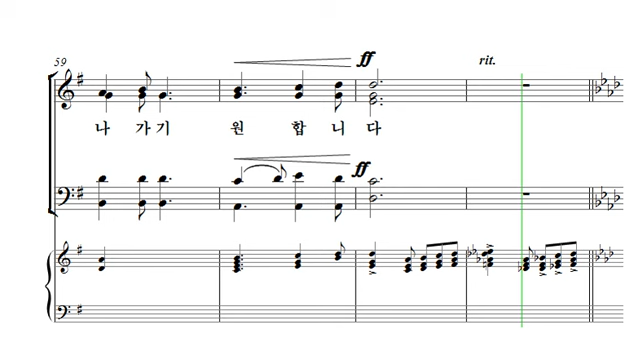 59
ff
rit.
나 가 기 원 합 니 다
ff